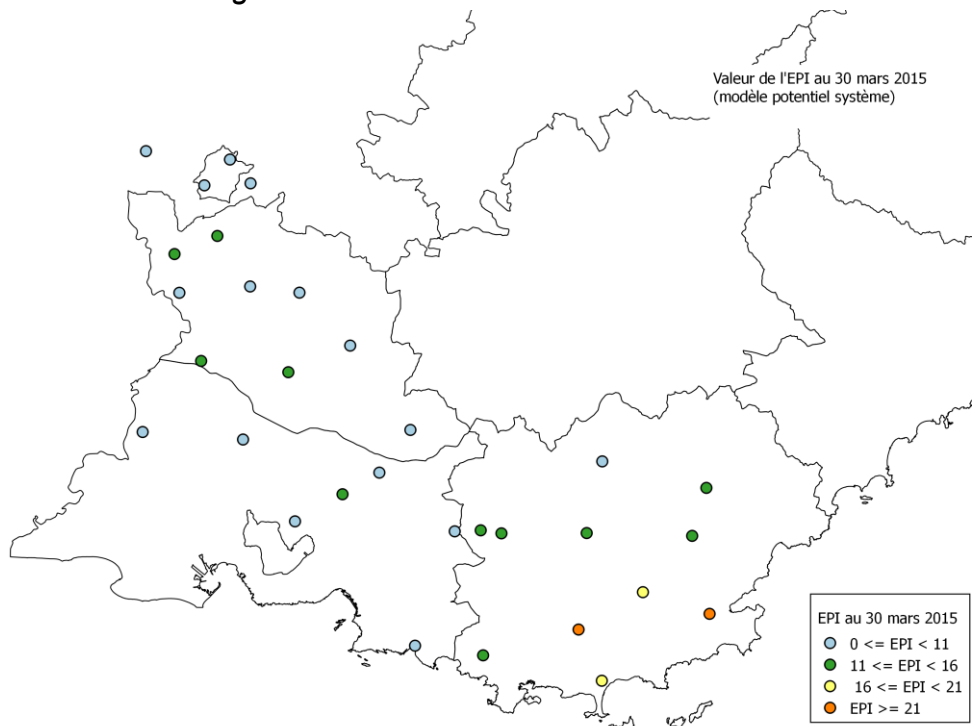 Valeur de l'EPI au 30 mars 2015
(modèle potentiel système)
EPI au 30 mars 2015
0 <= EPI < 11
11 <= EPI < 16
16 <= EPI < 21
EPI >= 21